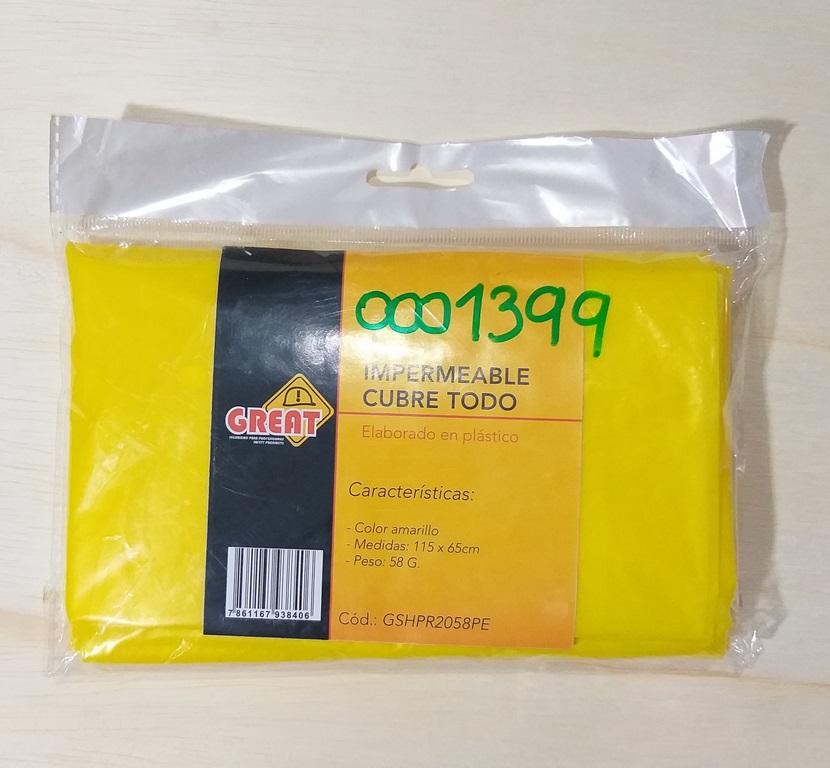 0001399
IMPERMEABLE
CUBRE TODO
Elaborado en plástico
GREAT
Características:
- Color amarillo
- Medidas: 115 x 65cm
- Peso: 58 G.
7 861167 938406
Cód.: GSHPR2058PE